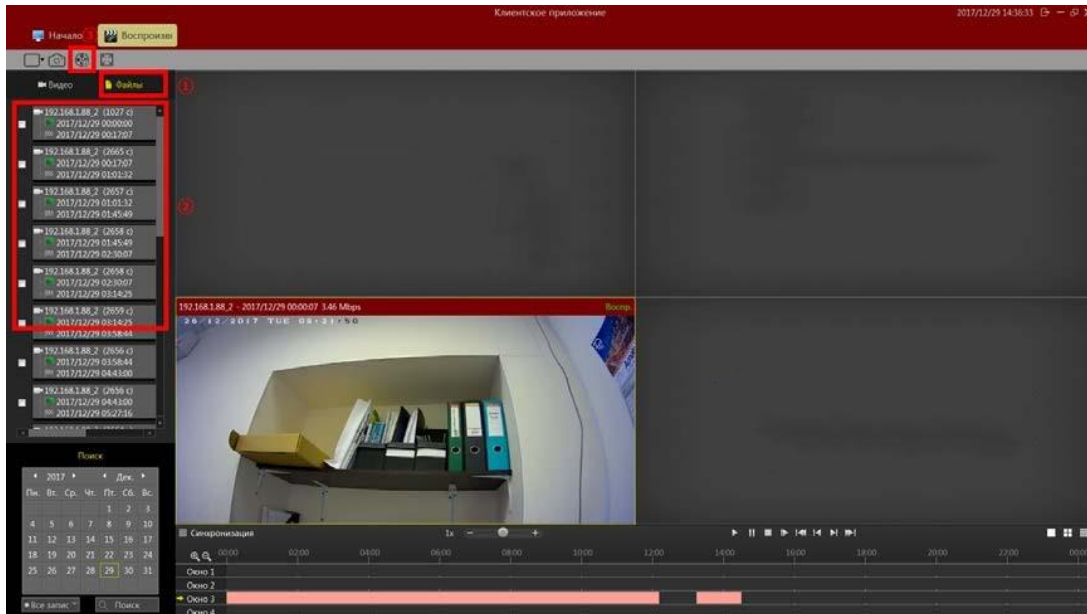 Клиентское приложение
2017/12/29 14:36:33
Начало 3 Воспроизв
Видео Файлы 1
192.168.1.88_2 (1027 с)
2017/12/29 00:00:00
2017/12/29 00:17:07
192.168.1.88_2 (2665 с)
2017/12/29 00:17:07
2017/12/29 01:01:32
192.168.1.88_2 (2657 с)
2017/12/29 01:01:32
2017/12/29 01:45:49
2
192.168.1.88_2 (2658 с)
2017/12/29 01:45:49
2017/12/29 02:30:07
192.168.1.88_2 (2658 с)
2017/12/29 02:30:07
2017/12/29 03:14:25
192.168.1.88_2 (2659 с)
2017/12/29 03:14:25
2017/12/29 03:58:44
192.168.1.88_2 (2656 с)
2017/12/29 03:58:44
2017/12/29 04:43:00
192.168.1.88_2 (2656 с)
2017/12/29 04:43:00
2017/12/29 05:27:16
192.168.1.88_2 - 2017/12/29 00:00:07 3.46 Mbps Воспр.
26/12/2017 TUE 08:21:50
Поиск
2017 Дек.
Пн. Вт. Ср. Чт. Пт. Сб. Вс.
1 2 3
4 5 6 7 8 9 10
11 12 13 14 15 16 17
18 19 20 21 22 23 24
25 26 27 28 29 30 31
Все запис Поиск
Синхронизация 1x
00:00 02:00 04:00 06:00 08:00 10:00 12:00 14:00 16:00 18:00 20:00 22:00 00:00
Окно 1
Окно 2
Окно 3
Окно 4